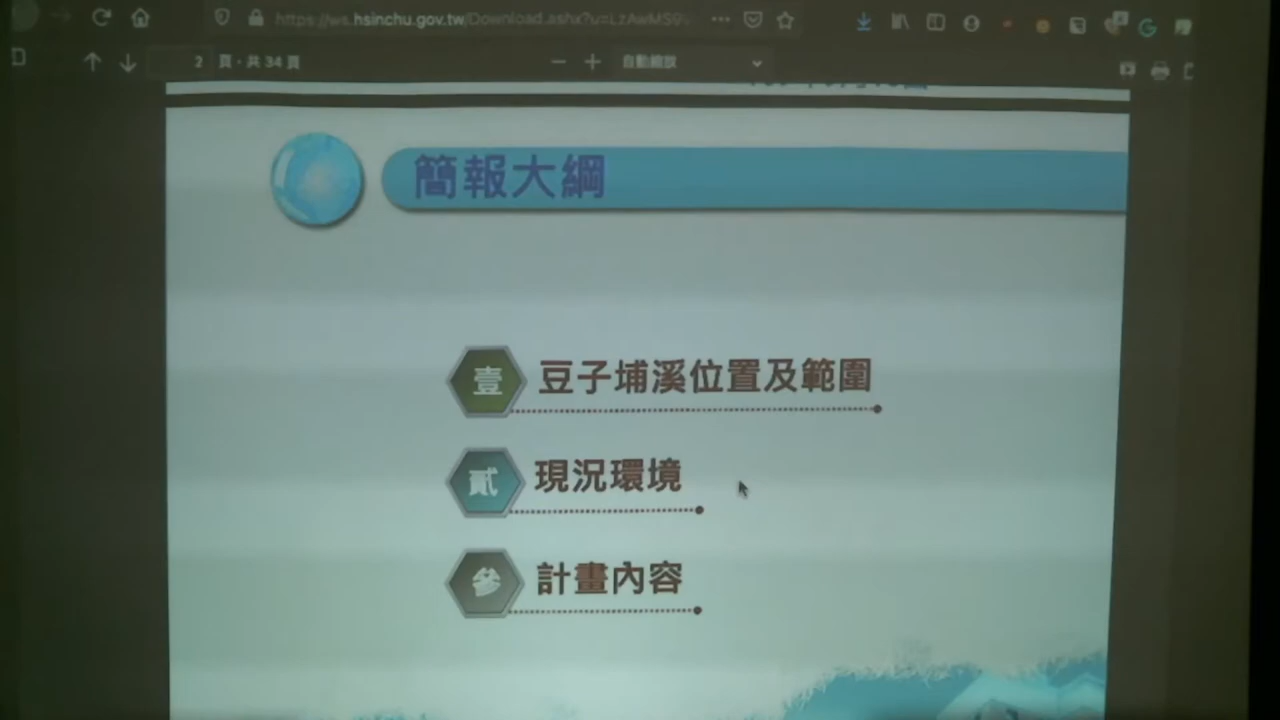 https://ws.hsinchu.gov.tw/Download.ashx?u=LzAwMS9
2 頁,共 34 頁
自動縮放
簡報大綱
壹 豆子埔溪位置及範圍
貳 現況環境
參 計畫內容